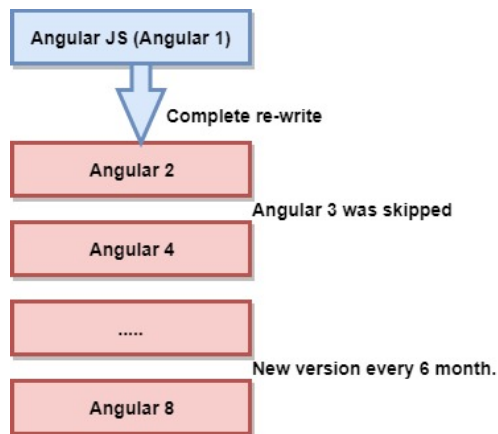 Angular JS (Angular 1)
Complete re-write
Angular 2
Angular 3 was skipped
Angular 4
.....
New version every 6 month.
Angular 8